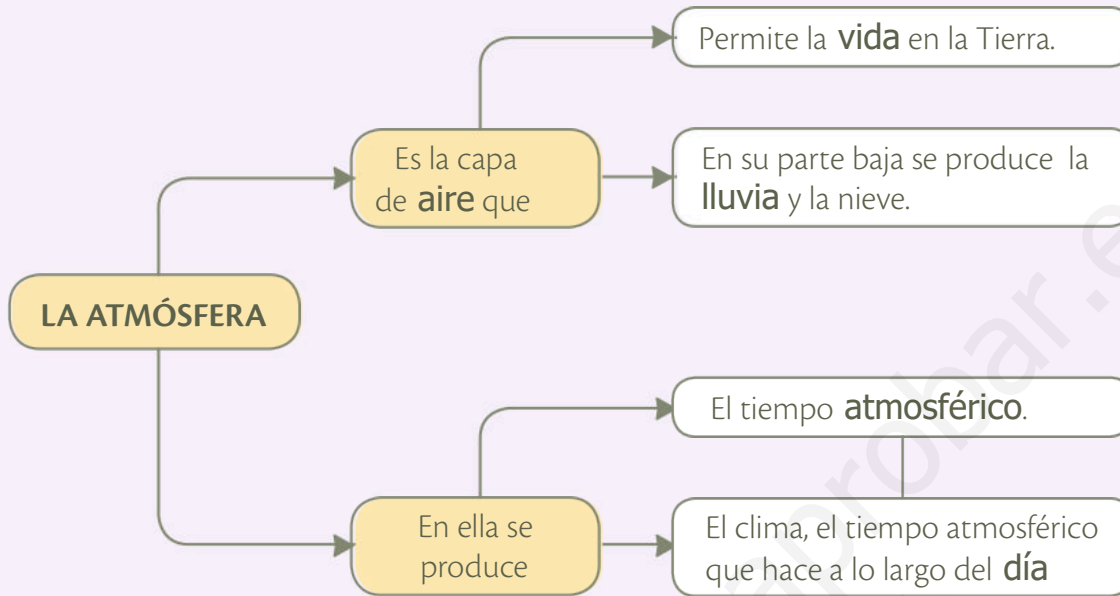 Permite la vida en la Tierra.
Es la capa
de aire que
En su parte baja se produce la
lluvia y la nieve.
LA ATMÓSFERA
El tiempo atmosférico.
En ella se
produce
El clima, el tiempo atmosférico
que hace a lo largo del día